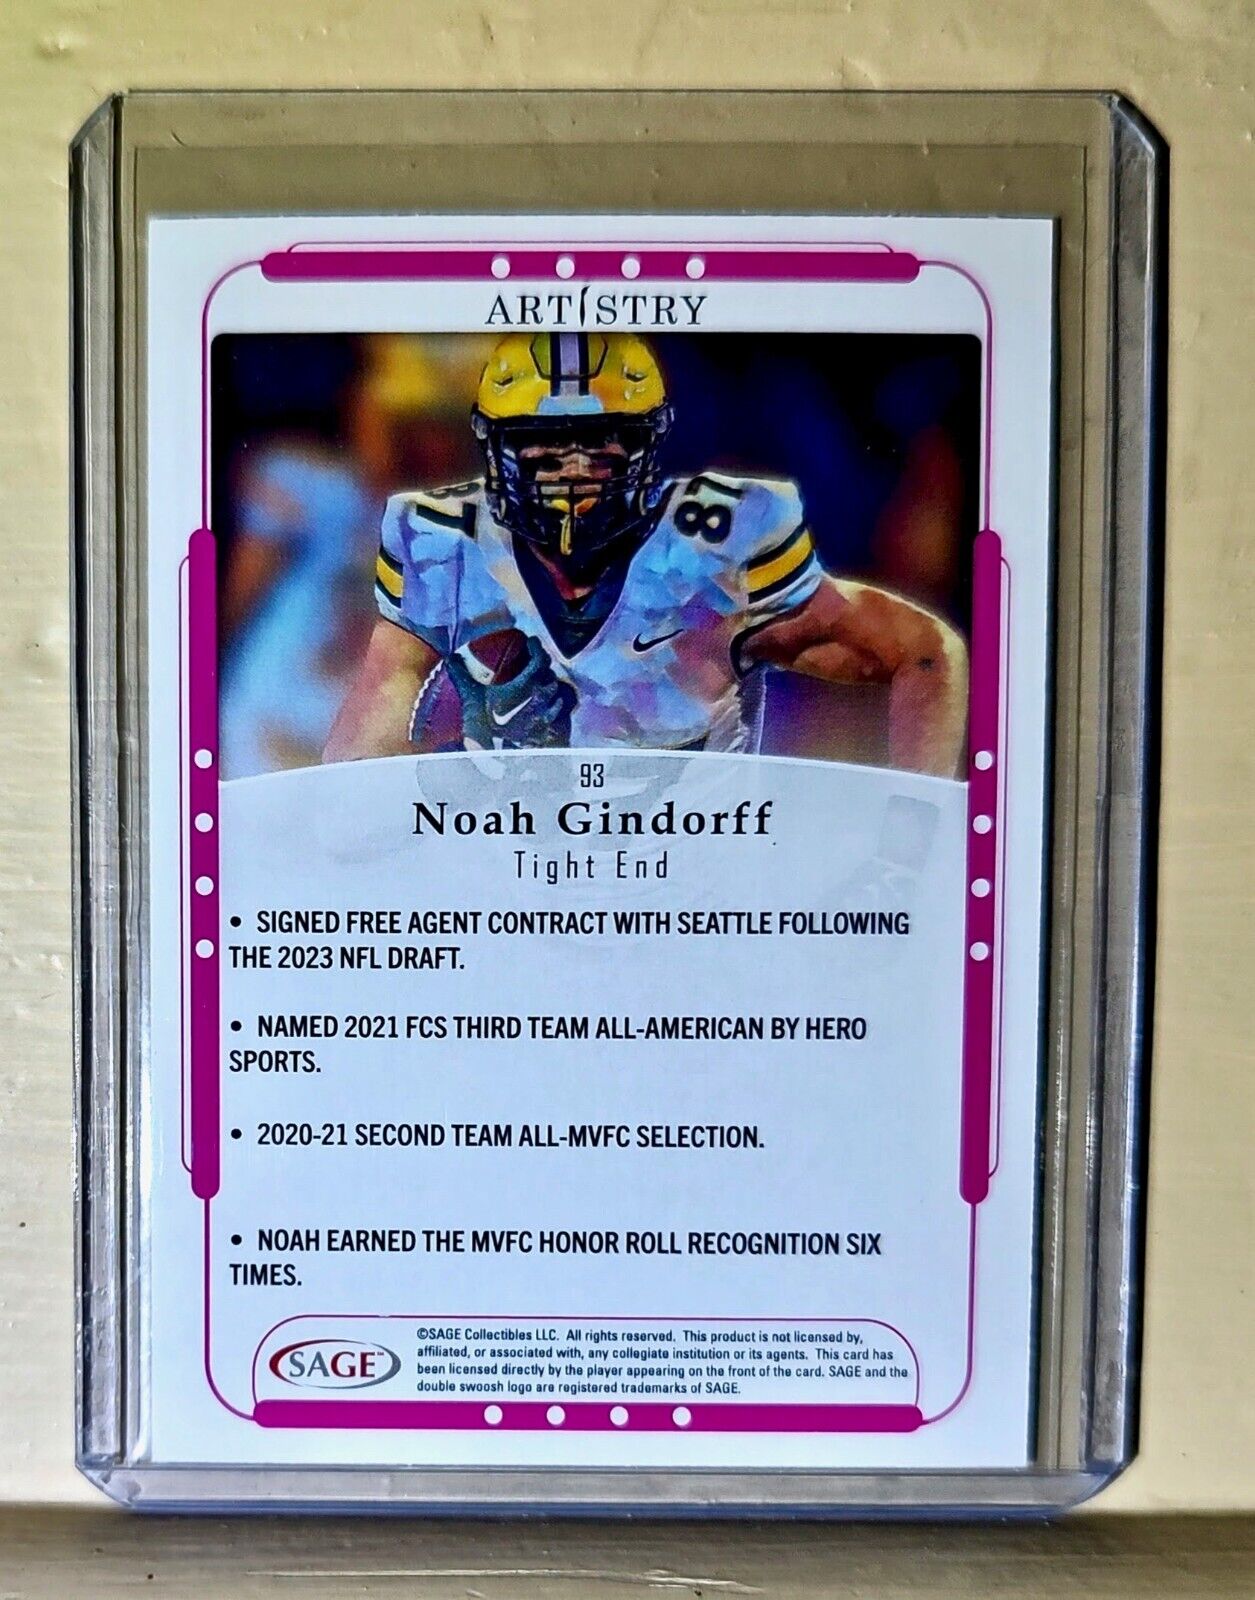 ARTISTRY
87
87
93
Noah Gindorff
Tight End
• SIGNED FREE AGENT CONTRACT WITH SEATTLE FOLLOWING
THE 2023 NFL DRAFT.
• NAMED 2021 FCS THIRD TEAM ALL-AMERICAN BY HERO
SPORTS.
• 2020-21 SECOND TEAM ALL-MVFC SELECTION.
• NOAH EARNED THE MVFC HONOR ROLL RECOGNITION SIX
TIMES.
SAGE™
©SAGE Collectibles LLC. All rights reserved. This product is not licensed by,
affiliated, or associated with, any collegiate institution or its agents. This card has
been licensed directly by the player appearing on the front of the card. SAGE and the
double swoosh logo are registered trademarks of SAGE.